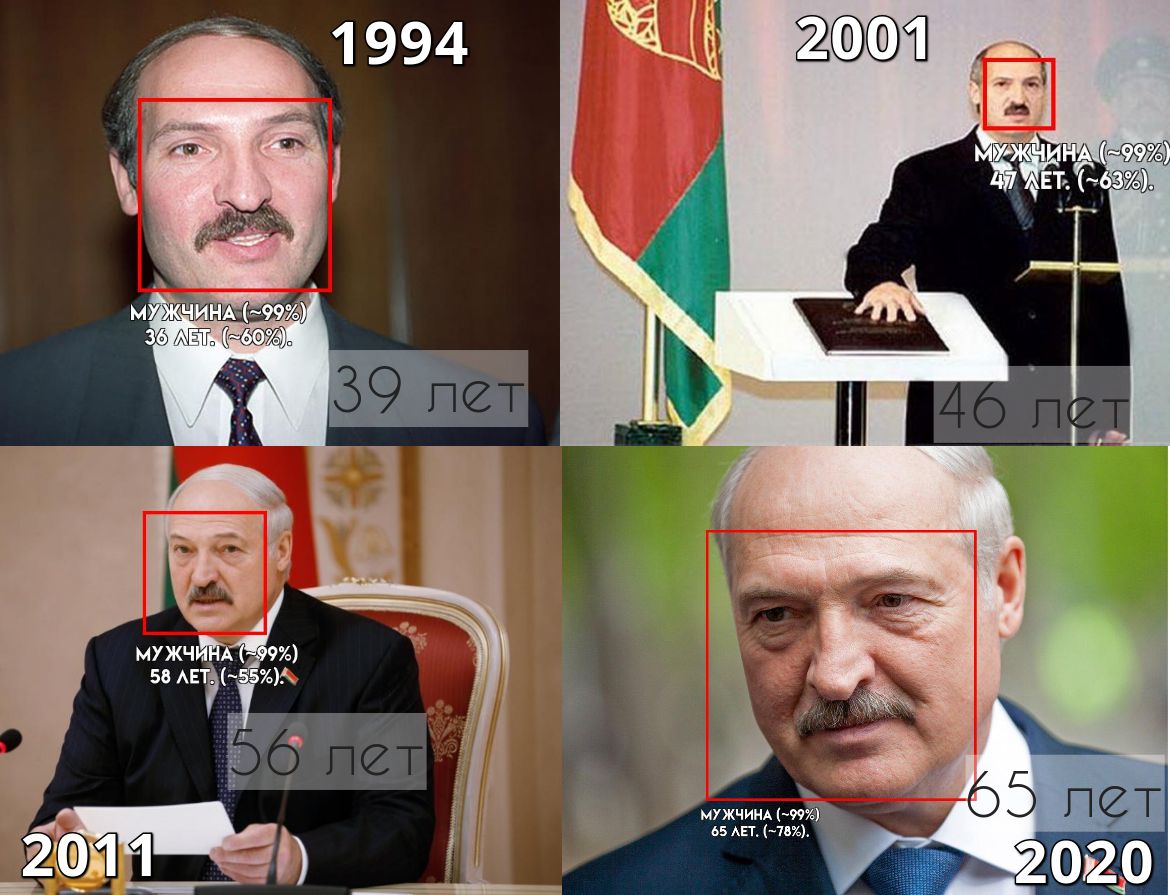 1994
МУЖЧИНА (~99%)
36 ЛЕТ. (~60%).
39 лет
2001
МУЖЧИНА (~99%)
47 ЛЕТ. (~63%).
46 лет
МУЖЧИНА (~99%)
58 ЛЕТ. (~55%).
56 лет
2011
МУЖЧИНА (~99%)
65 ЛЕТ. (~78%).
65 лет
2020